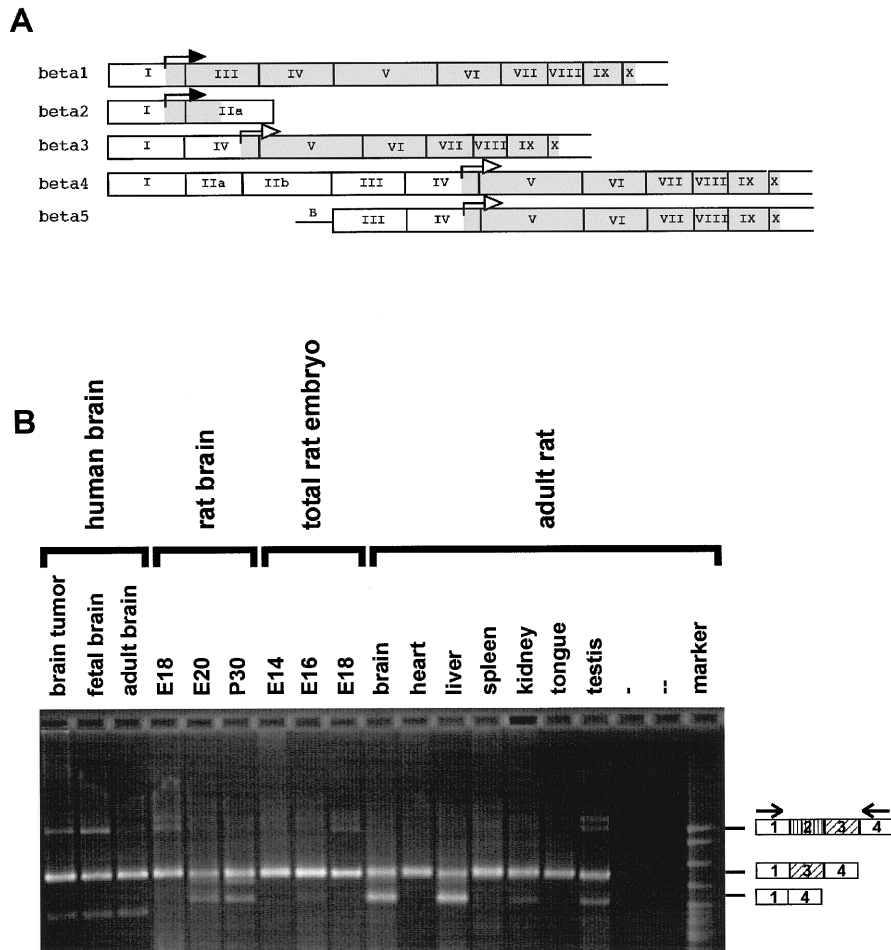 A
beta1 I III IV V VI VII VIII IX X
beta2 I IIa
beta3 I IV V VI VII VIII IX X
beta4 I IIa IIb III IV V VI VII VIII IX X
beta5 B III IV V VI VII VIII IX X
B
human brain
rat brain
total rat embryo
adult rat
brain tumor
fetal brain
adult brain
E18
E20
P30
E14
E16
E18
brain
heart
liver
spleen
kidney
tongue
testis
-
--
marker
1 2 3 4
1 3 4
1 4